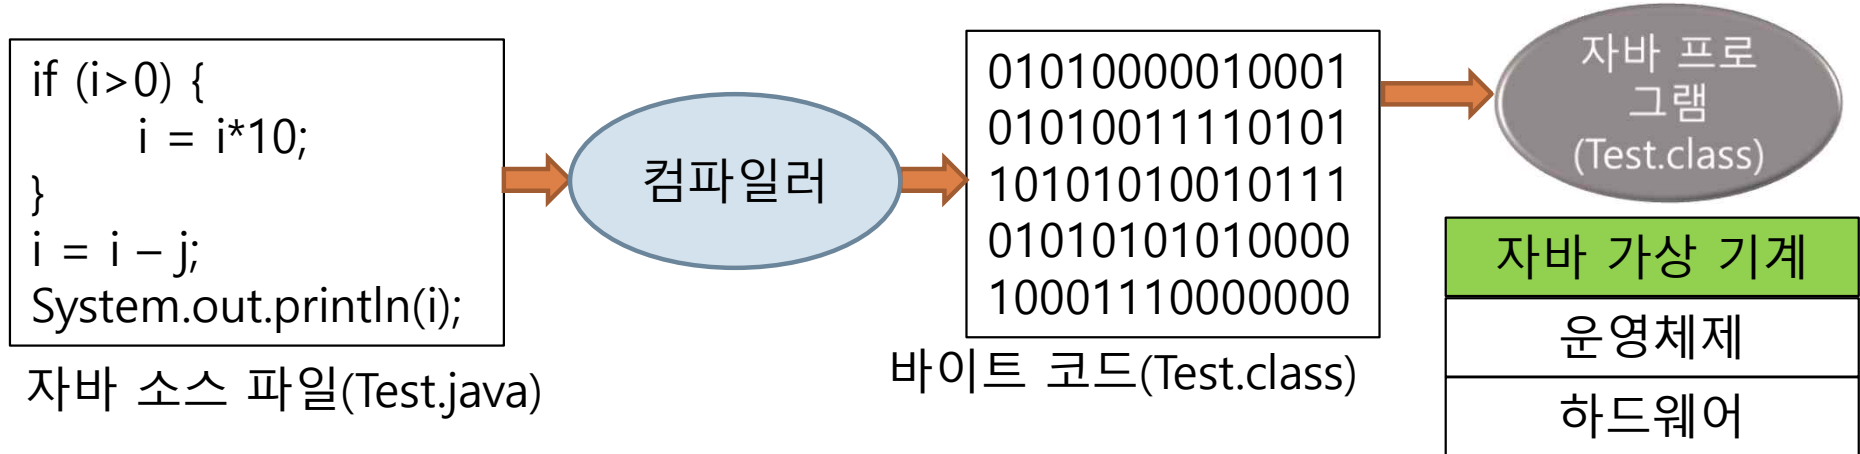 if (i>0) {
i = i*10;
}
i = i – j;
System.out.println(i);
자바 소스 파일(Test.java)
컴파일러
01010000010001
01010011110101
10101010010111
01010101010000
10001110000000
바이트 코드(Test.class)
자바 프로
그램
(Test.class)
자바 가상 기계
운영체제
하드웨어